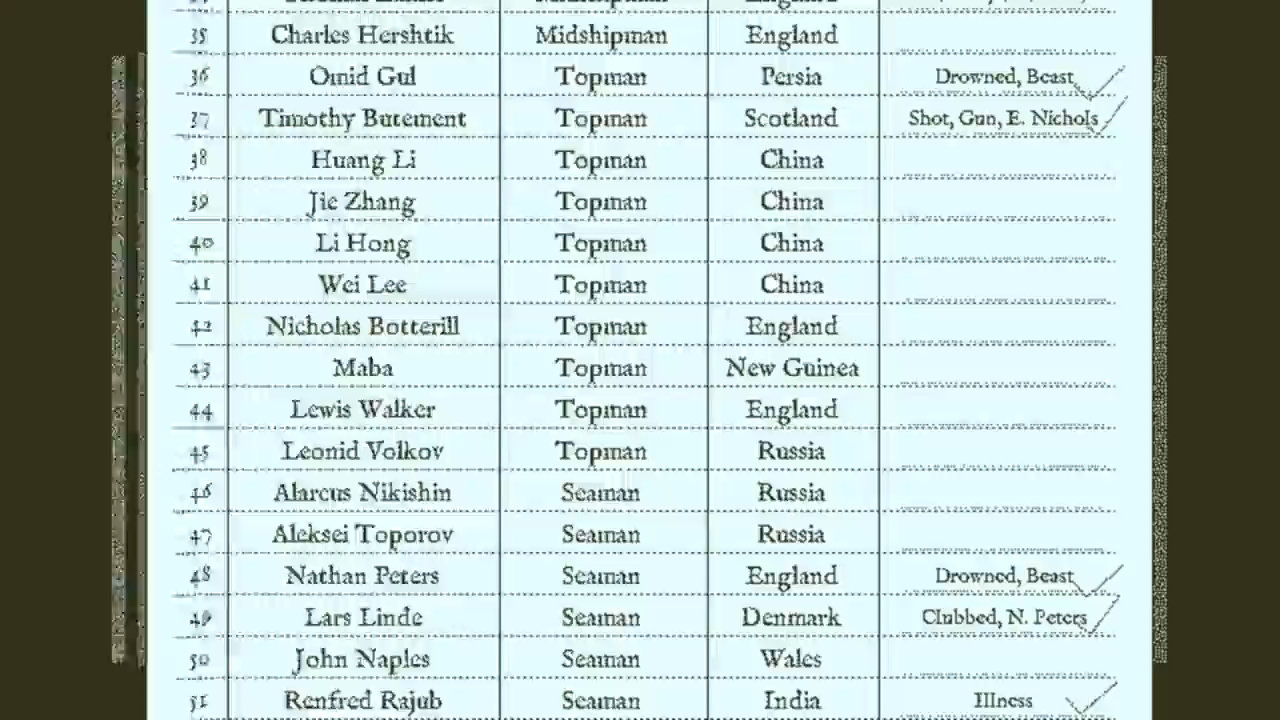 35 Charles Hershtik Midshipman England
36 Omid Gul Topman Persia Drowned, Beast
37 Timothy Butement Topman Scotland Shot, Gun, E. Nichols
38 Huang Li Topman China
39 Jie Zhang Topman China
40 Li Hong Topman China
41 Wei Lee Topman China
42 Nicholas Botterill Topman England
43 Maba Topman New Guinea
44 Lewis Walker Topman England
45 Leonid Volkov Topman Russia
46 Alarcus Nikishin Seaman Russia
47 Aleksei Toporov Seaman Russia
48 Nathan Peters Seaman England Drowned, Beast
49 Lars Linde Seaman Denmark Clubbed, N. Peters
50 John Naples Seaman Wales
51 Renfred Rajub Seaman India Illness